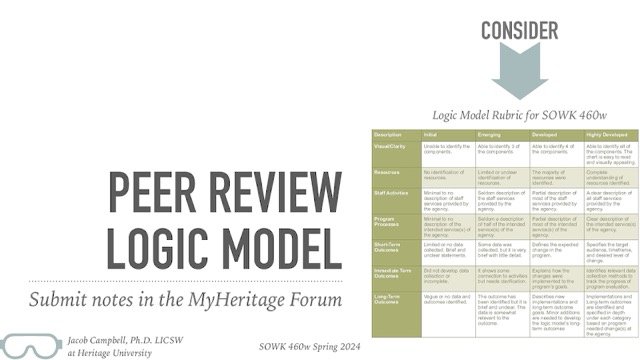 CONSIDER
Logic Model Rubric for SOWK 460w
PEER REVIEW
LOGIC MODEL
Submit notes in the MyHeritage Forum
Description Initial Emerging Developed Highly Developed
Visual/Clarity
Unable to identify the
components.
Able to identify 3 of
the components.
Able to identify 4 of
the components.
Able to identify all of
the components. The
chart is easy to read
and visually appealing.
Resources
No identification of
resources.
Limited or unclear
identification of
resources.
The majority of
resources were
identified.
Complete
understanding of
resources identified.
Staff Activities
Minimal to no
description of staff
services provided by
the agency.
Seldom description of
the staff services
provided by the
agency.
Partial description of
most of the staff
services provided by
the agency.
A clear description of
all staff services
provided by the
agency.
Program
Processes
Minimal to no
description of the
intended service(s) of
the agency.
Seldom a description
of half of the intended
service(s) of the
agency.
Partial description of
most of the intended
service(s) of the
agency.
Clear description of
the intended
service(s) of the
agency.
Short-Term
Outcomes
Limited or no data
collected. Brief and
unclear statements.
Some data was
collected, but it is very
brief with little detail.
Defines the expected
change in the
program.
Specifies the target
audience, timeframe,
and desired level of
change.
Immediate Term
Outcomes
Did not develop data
collection or
incomplete.
It shows some
connection to activities
but needs clarification.
Explain how the
changes were
implemented to the
program's goals.
Identifies relevant data
collection methods to
track the progress of
outcomes.
Long-Term
Outcomes
Vague or no data and
outcomes identified.
The outcome has
been identified but it is
brief and unclear. The
data is somewhat
relevant to the
outcome.
Describes new
implementations and
long-term outcomes
of the program. Minor
additions are needed
to develop the
logic model's long-
term outcomes.
Implementations and
Long-term outcomes
are identified and
specified in depth
under each category
based on program
needed change(s) at
the agency.
Jacob Campbell, Ph.D. LICSW
at Heritage University
SOWK 460w Spring 2024